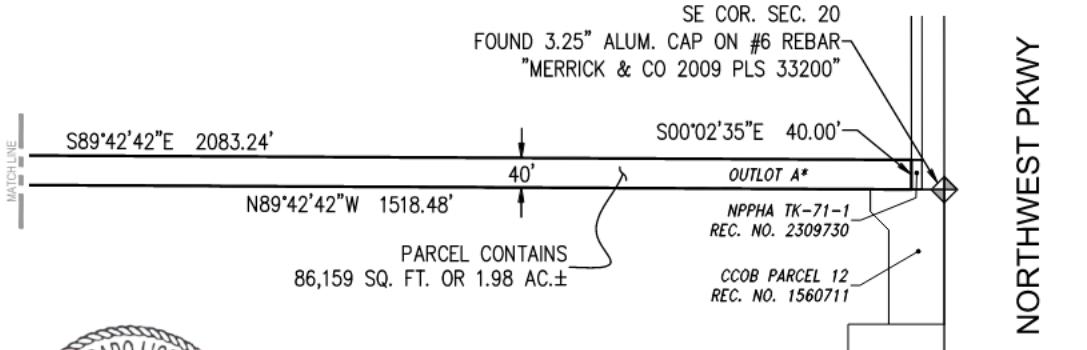 SE COR. SEC. 20
FOUND 3.25" ALUM. CAP ON #6 REBAR
"MERRICK & CO 2009 PLS 33200"
NORTHWEST PKWY
MATCH LINE
S89°42'42"E 2083.24'
S00°02'35"E 40.00'
40'
OUTLOT A*
N89°42'42"W 1518.48'
NPPHA TK-71-1
REC. NO. 2309730
PARCEL CONTAINS
86,159 SQ. FT. OR 1.98 AC.±
CCOB PARCEL 12
REC. NO. 1560711